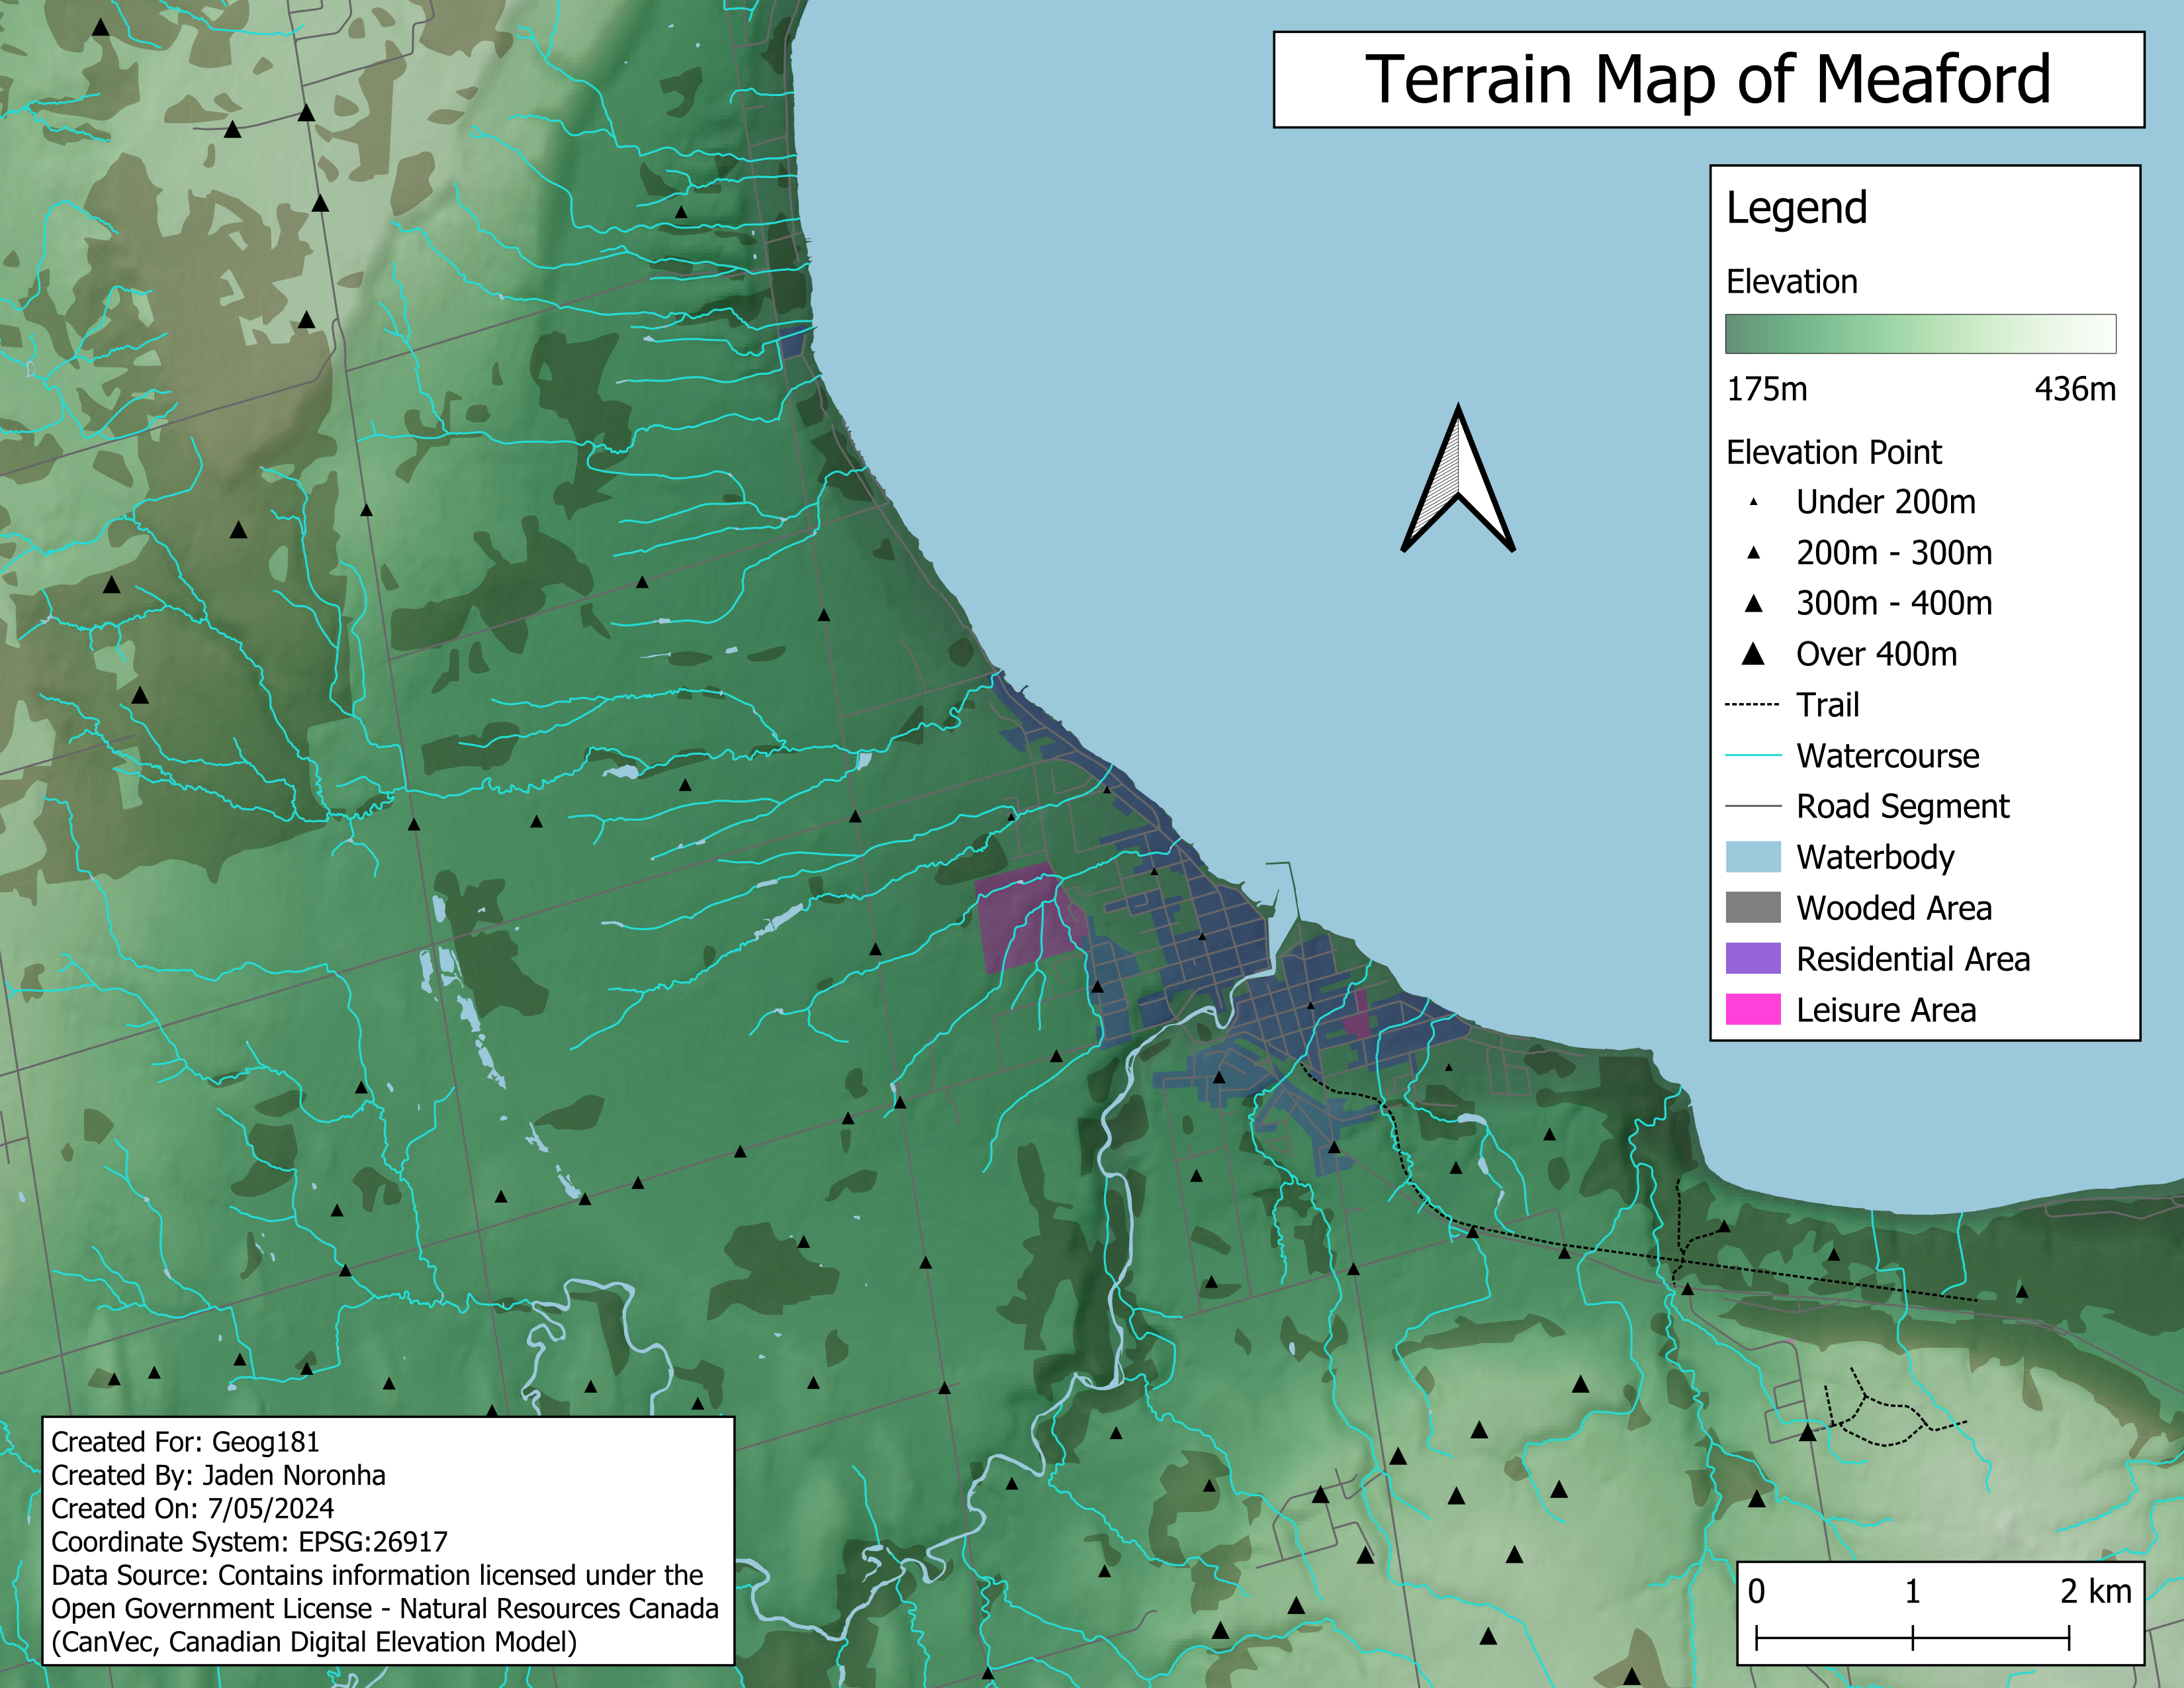 Terrain Map of Meaford
Legend
Elevation
175m 436m
Elevation Point
Under 200m
200m - 300m
300m - 400m
Over 400m
Trail
Watercourse
Road Segment
Waterbody
Wooded Area
Residential Area
Leisure Area
Created For: Geog181
Created By: Jaden Noronha
Created On: 7/05/2024
Coordinate System: EPSG:26917
Data Source: Contains information licensed under the
Open Government License - Natural Resources Canada
(CanVec, Canadian Digital Elevation Model)
0 1 2 km